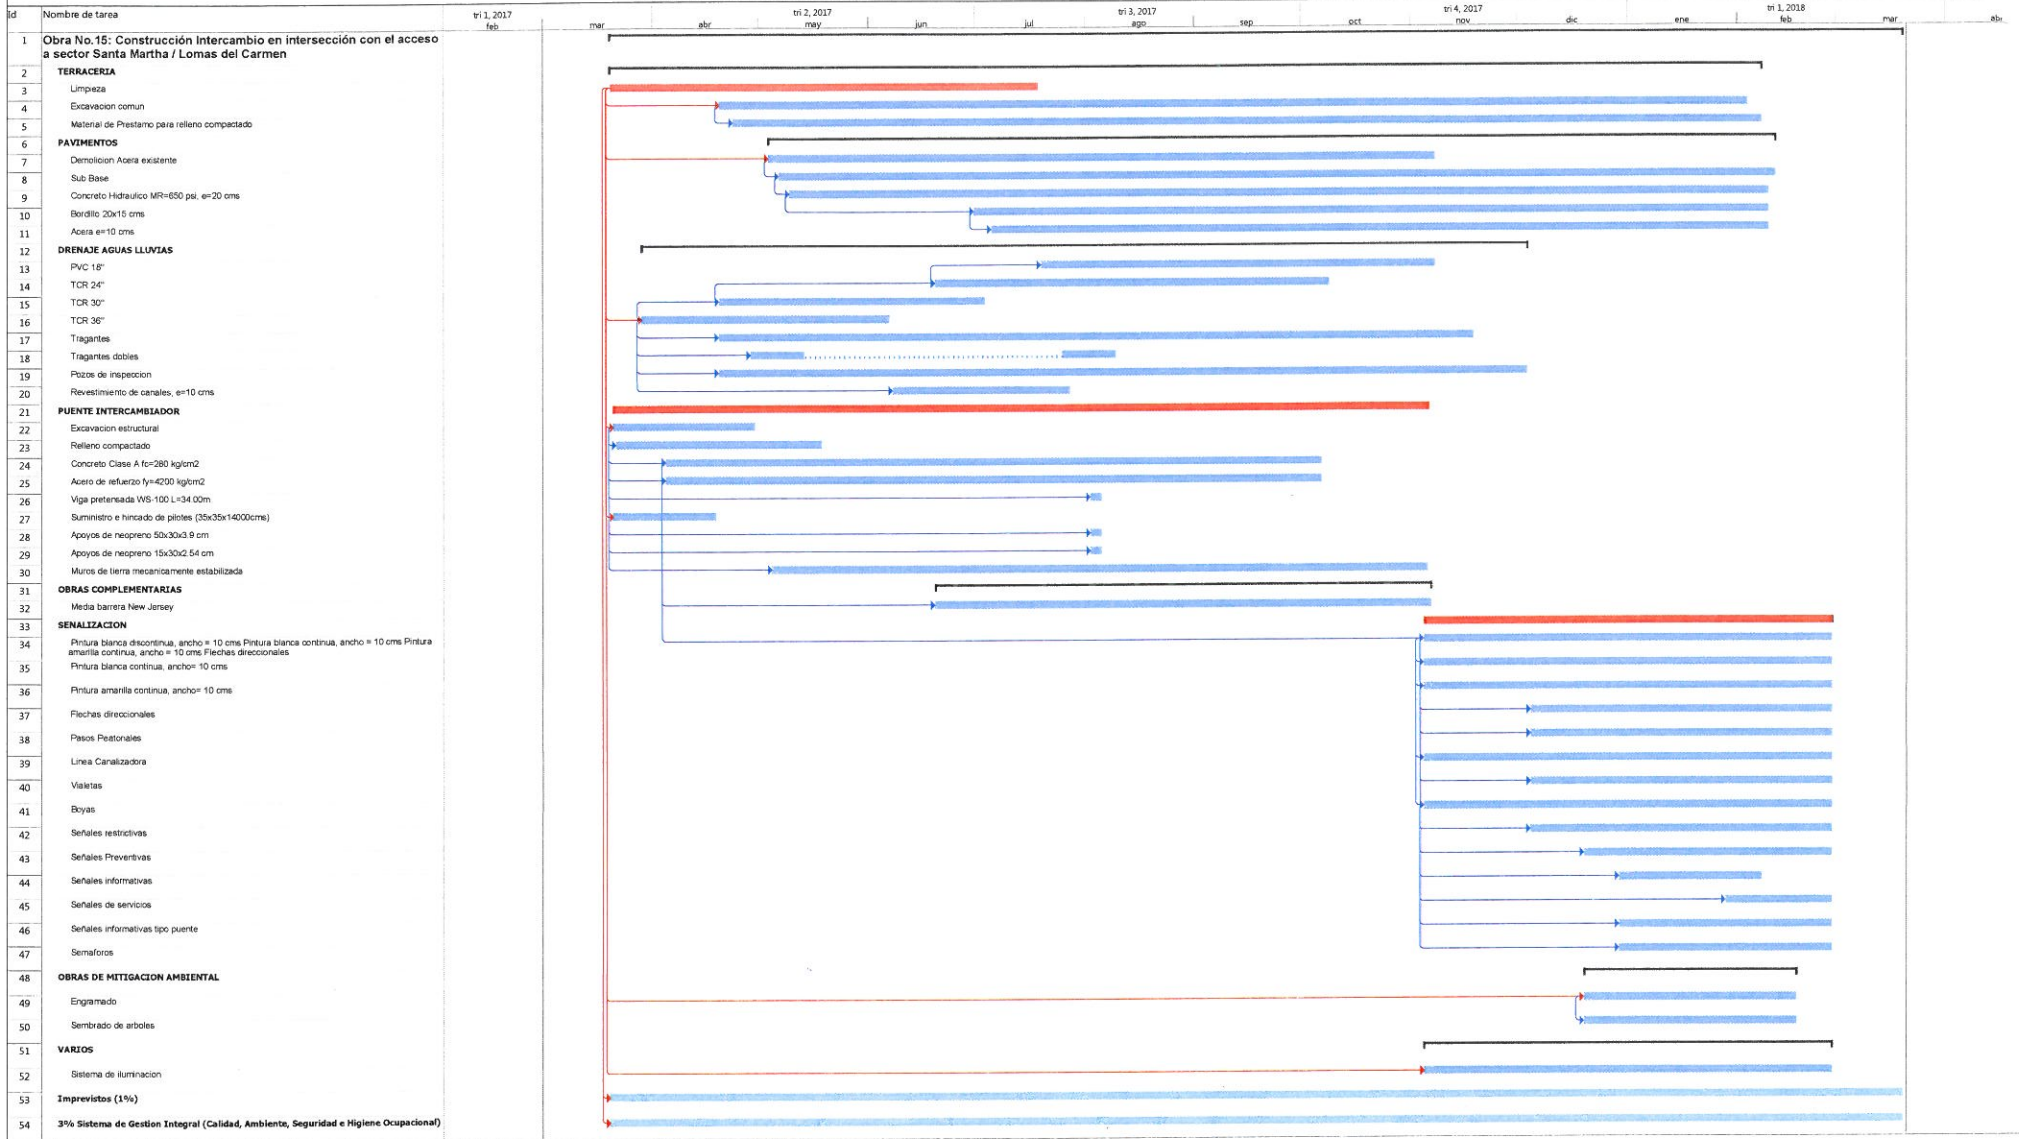 Id Nombre de tarea tri 1, 2017 tri 2, 2017 tri 3, 2017 tri 4, 2017 tri 1, 2018
feb mar abr may jun jul ago sep oct nov dic ene feb mar
1 Obra No.15: Construcción Intercambio en intersección con el acceso
a sector Santa Martha / Lomas del Carmen
2 TERRACERIA
3 Limpieza
4 Excavacion comun
5 Material de Prestamo para relleno compactado
6 PAVIMENTOS
7 Demolicion Acera existente
8 Sub Base
9 Concreto Hidraulico MR=650 psi, e=20 cms
10 Bordillo 20x15 cms
11 Acera e=10 cms
12 DRENAJE AGUAS LLUVIAS
13 PVC 18"
14 TCR 24"
15 TCR 30"
16 TCR 36"
17 Tragantes
18 Tragantes dobles
19 Pozos de inspeccion
20 Revestimiento de canales, e=10 cms
21 PUENTE INTERCAMBIADOR
22 Excavacion estructural
23 Relleno compactado
24 Concreto Clase A fc=280 kg/cm2
25 Acero de refuerzo fy=4200 kg/cm2
26 Viga pretensada WS-100 L=34.00m
27 Suministro e hincado de pilotes (35x35x14000cms)
28 Apoyos de neopreno 50x30x3.9 cm
29 Apoyos de neopreno 15x30x2.54 cm
30 Muros de tierra mecanicamente estabilizada
31 OBRAS COMPLEMENTARIAS
32 Media barrera New Jersey
33 SENALIZACION
34 Pintura blanca discontinua, ancho = 10 cms Pintura blanca continua, ancho = 10 cms Pintura
amarilla continua, ancho = 10 cms Flechas direccionales
35 Pintura blanca continua, ancho= 10 cms
36 Pintura amarilla continua, ancho= 10 cms
37 Flechas direccionales
38 Pasos Peatonales
39 Linea Canalizadora
40 Vialetas
41 Boyas
42 Señales restrictivas
43 Señales Preventivas
44 Señales informativas
45 Señales de servicios
46 Señales informativas tipo puente
47 Semaforos
48 OBRAS DE MITIGACION AMBIENTAL
49 Engramado
50 Sembrado de arboles
51 VARIOS
52 Sistema de iluminacion
53 Imprevistos (1%)
54 3% Sistema de Gestion Integral (Calidad, Ambiente, Seguridad e Higiene Ocupacional)